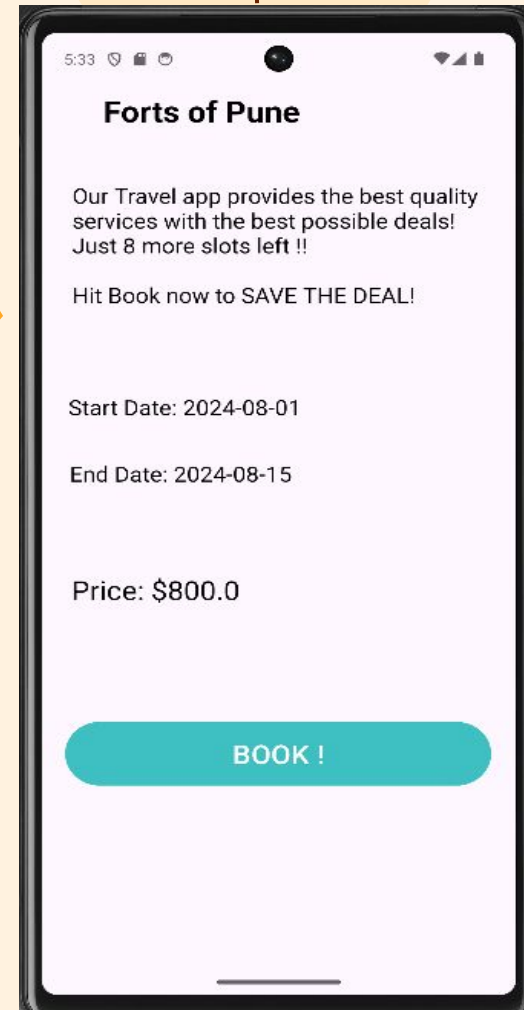 5:33
Forts of Pune
Our Travel app provides the best quality
services with the best possible deals!
Just 8 more slots left !!
Hit Book now to SAVE THE DEAL!
Start Date: 2024-08-01
End Date: 2024-08-15
Price: $800.0
BOOK !